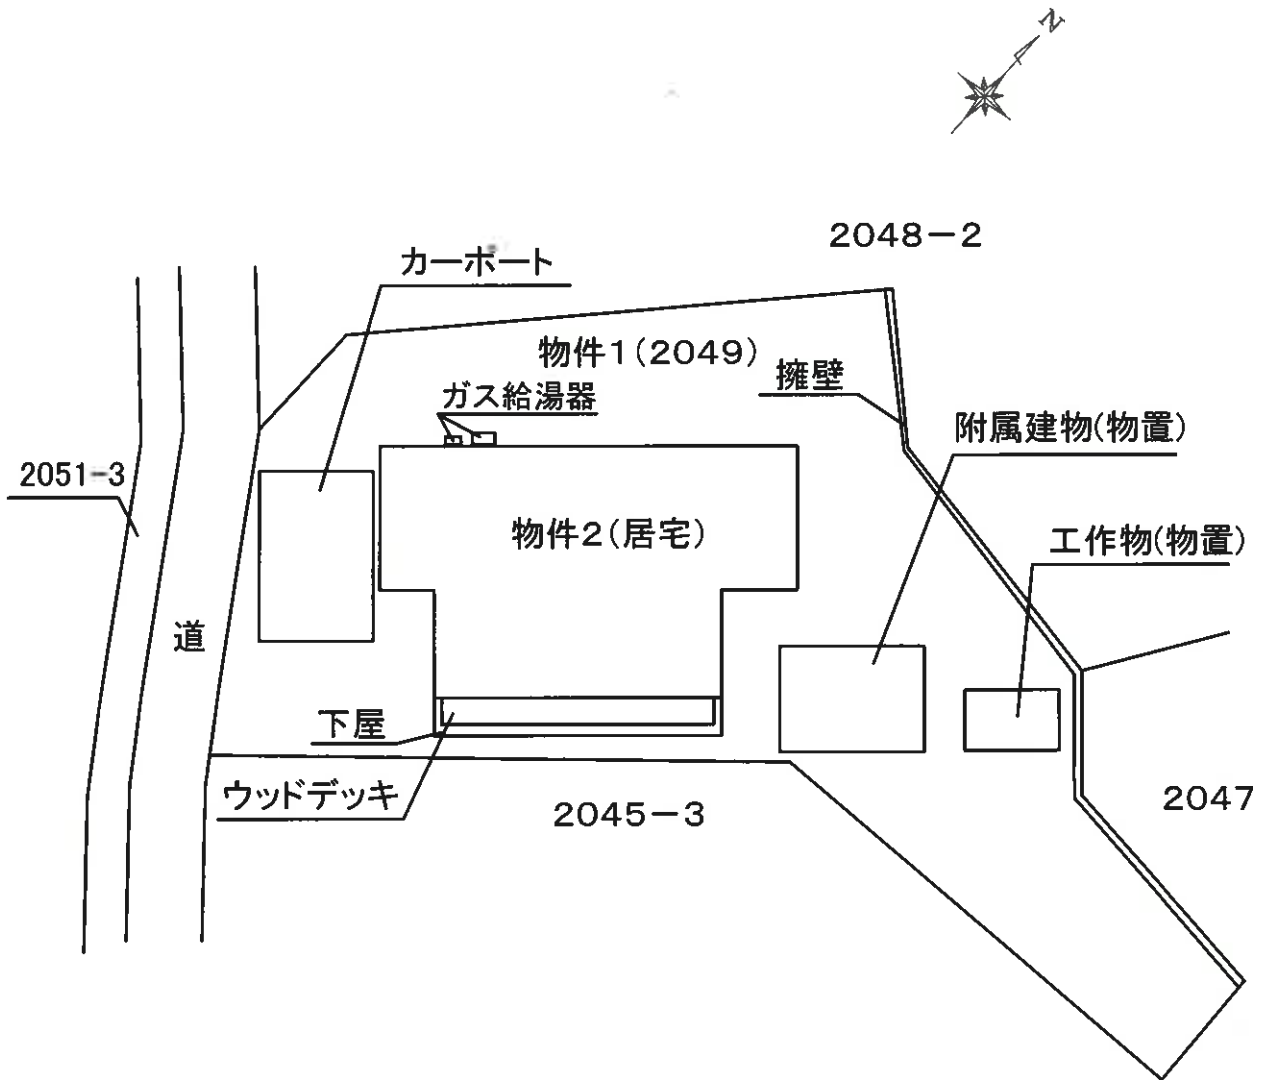 N
2048-2
カーポート
物件1(2049)
擁壁
ガス給湯器
附属建物(物置)
2051-3
物件2(居宅)
工作物(物置)
道
下屋
ウッドデッキ
2045-3
2047